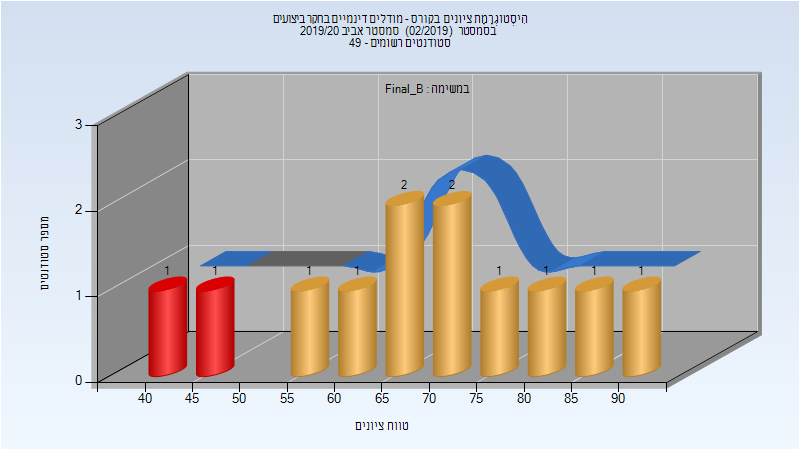 היסטוגרמת ציונים בקורס - מודלים דינמיים בחקר ביצועים
בסמסטר (02/2019) סמסטר אביב 2019/20
סטודנטים רשומים - 49
במשימה : Final_B
מספר סטודנטים
3
2
1
0
1 1 1 1 2 2 1 1 1 1
40 45 50 55 60 65 70 75 80 85 90
טווח ציונים